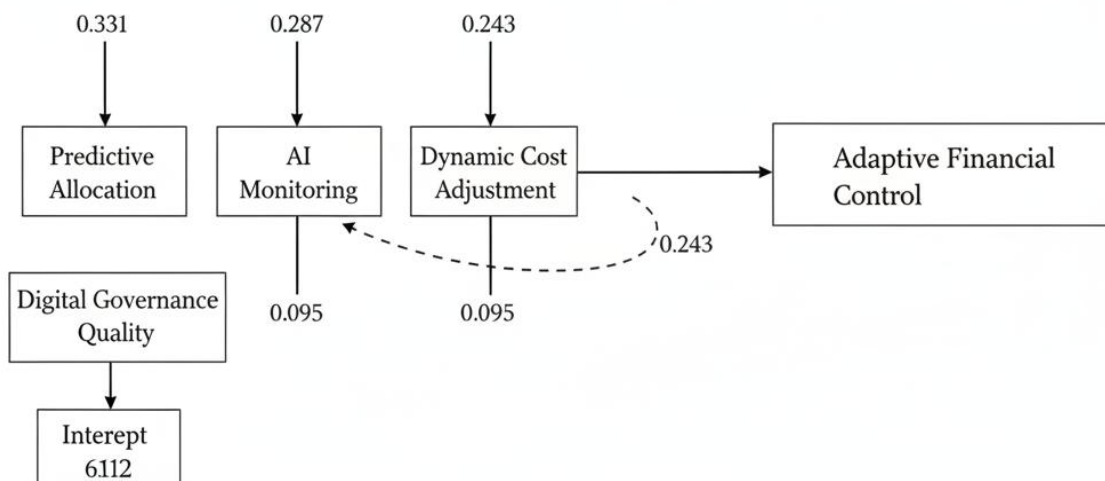 0.331
0.287
0.243
Predictive
Allocation
AI
Monitoring
Dynamic Cost
Adjustment
Adaptive Financial
Control
0.243
0.095
0.095
Digital Governance
Quality
Interept
6112